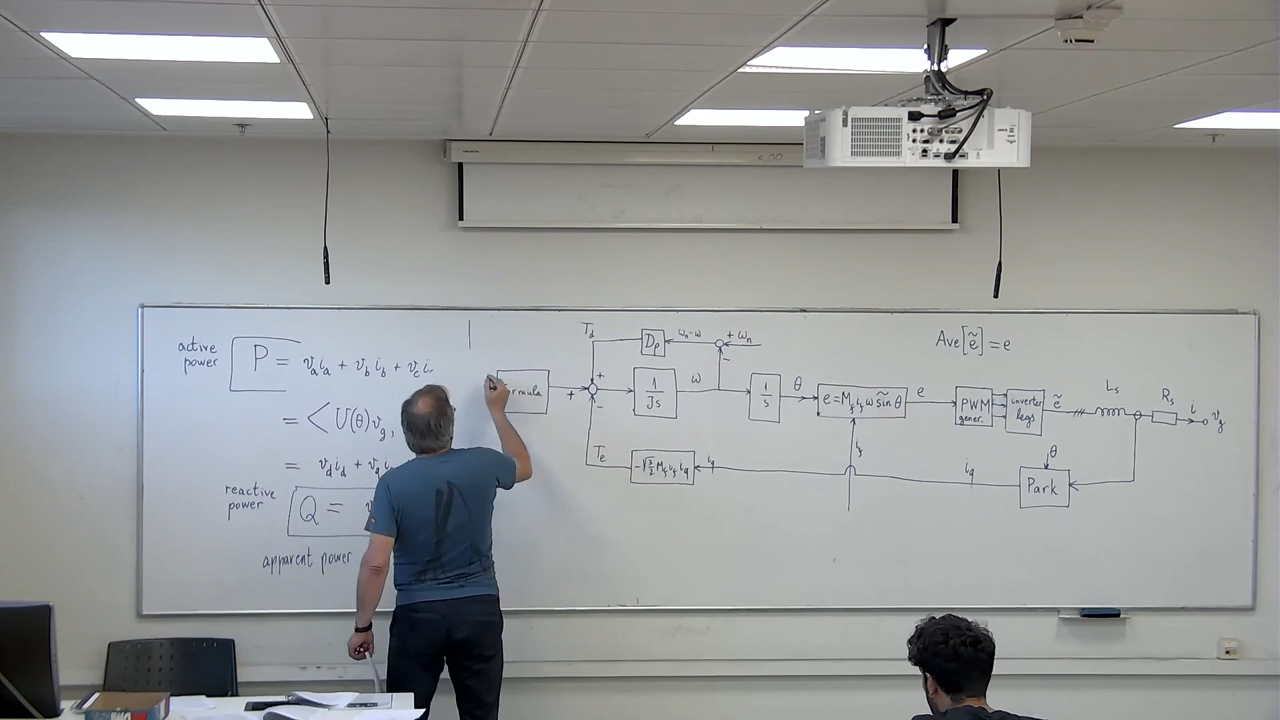 active power
P = v_a i_a + v_b i_b + v_c i_c
= < U(θ) v_g,
= v_d i_d + v_q i_q
reactive power
Q =
apparent power
T_d
D_p
ω_n-ω
+ ω_n
-
Ave[ẽ] = e
+
+
-
1/Js
ω
1/s
θ
e = M_f i_f ω s̃in θ
e
PWM gener.
inverter legs
ẽ
L_s
R_s
i
v_g
T_e
-√(3/2) M_f i_f i_q
i_q
i_f
i_q
θ
Park